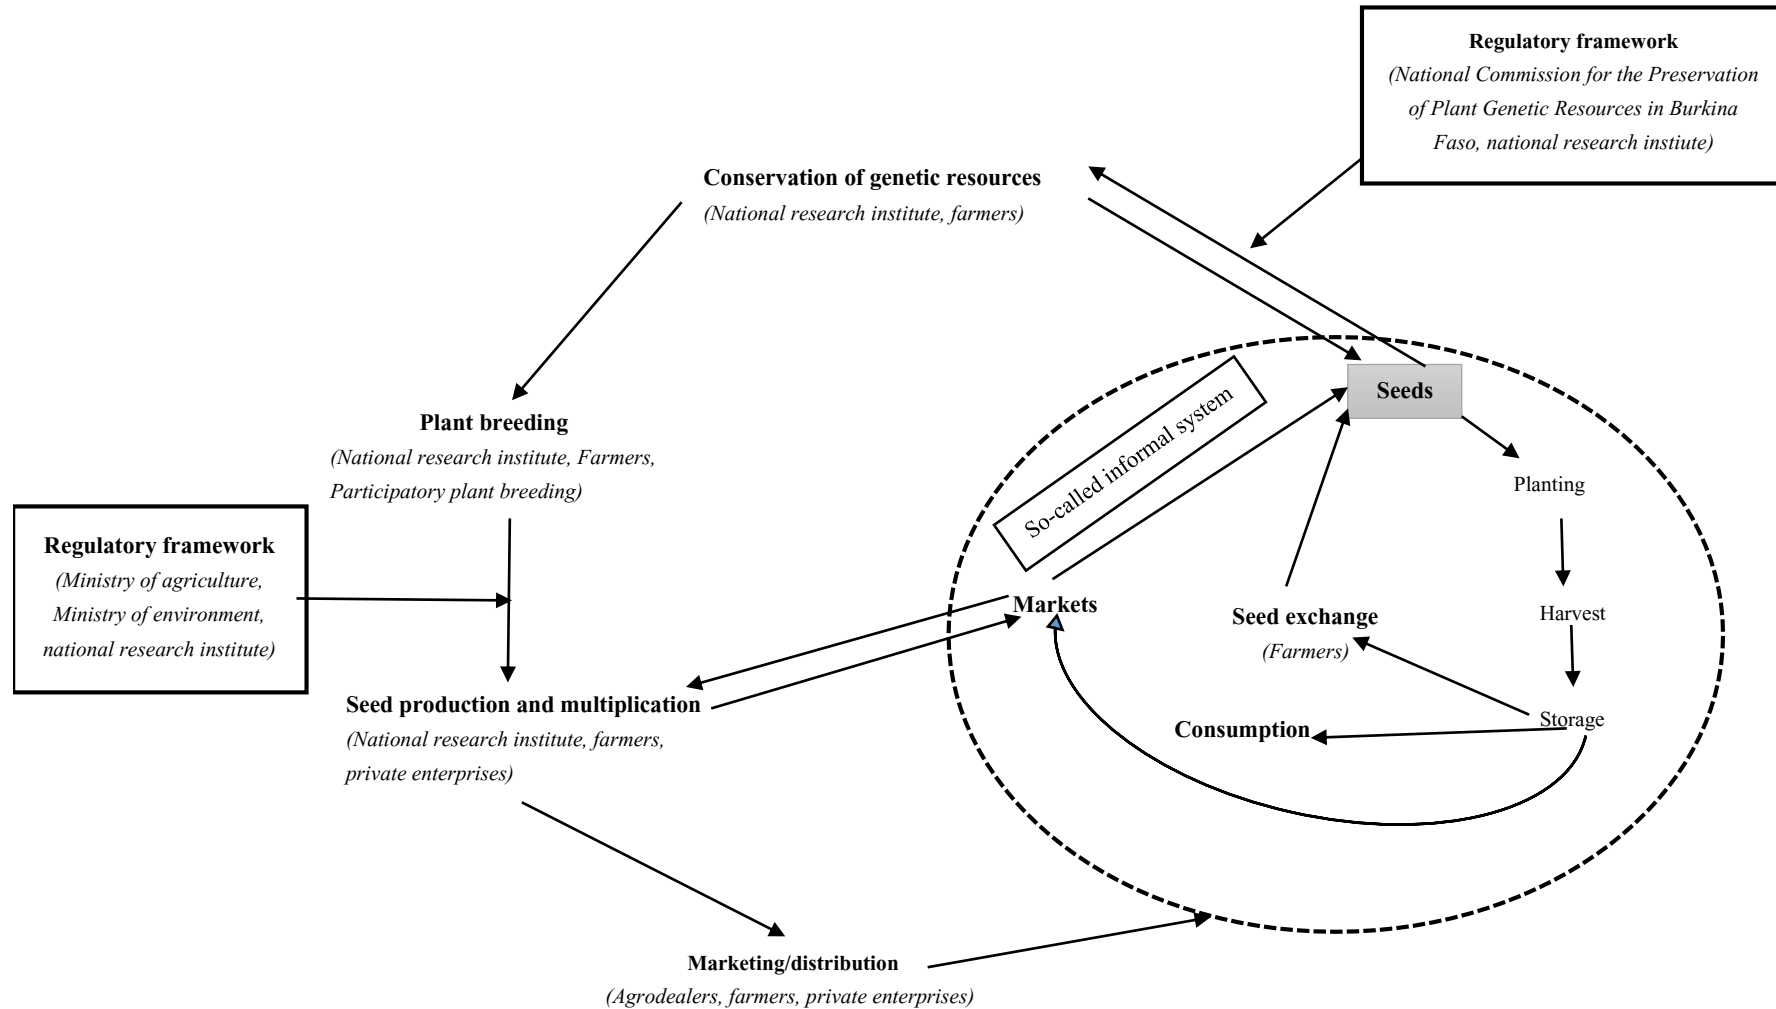 Regulatory framework
(National Commission for the Preservation
of Plant Genetic Resources in Burkina
Faso, national research instiute)
Conservation of genetic resources
(National research institute, farmers)
Seeds
So-called informal system
Plant breeding
(National research institute, Farmers,
Participatory plant breeding)
Planting
Regulatory framework
(Ministry of agriculture,
Ministry of environment,
national research institute)
Markets
Seed exchange
(Farmers)
Harvest
Seed production and multiplication
(National research institute, farmers,
private enterprises)
Consumption
Storage
Marketing/distribution
(Agrodealers, farmers, private enterprises)